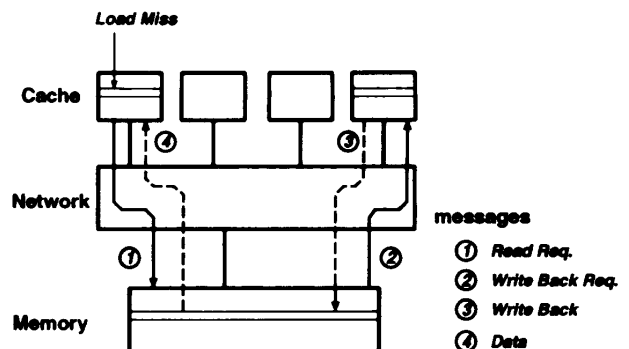 Load Miss
Cache
④
③
Network
messages
①
②
① Read Req.
② Write Back Req.
③ Write Back
Memory
④ Data